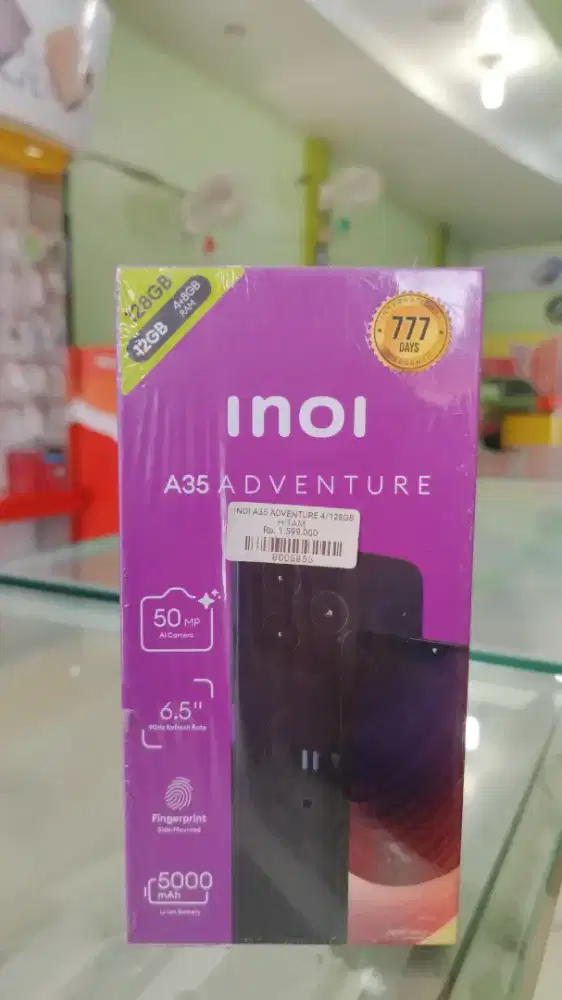 128GB
12GB
4+8GB
RAM
777
DAYS
INOI
A35 ADVENTURE
INOI A35 ADVENTURE 4/128GB
HITAM
Rp. 1.599.000
50 MP
AI Camera
6.5"
90Hz Refresh Rate
Fingerprint
Side-Mounted
5000
mAh
Li-Ion Battery